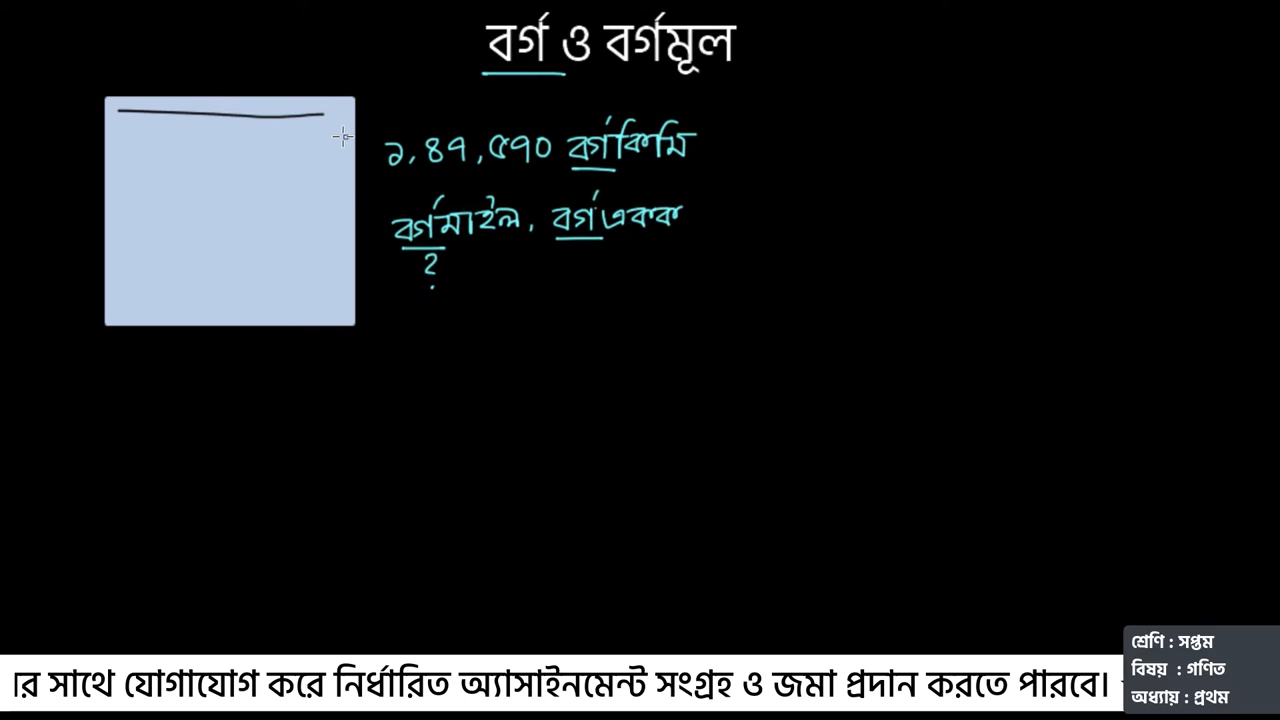 বর্গ ও বর্গমূল
১,৪৭,৫৭০ বর্গকিমি
বর্গমাইল, বর্গএকক
?
শ্রেণি : সপ্তম
বিষয় : গণিত
অধ্যায় : প্রথম
সাথে যোগাযোগ করে নির্ধারিত অ্যাসাইনমেন্ট সংগ্রহ ও জমা প্রদান করতে পারবে।